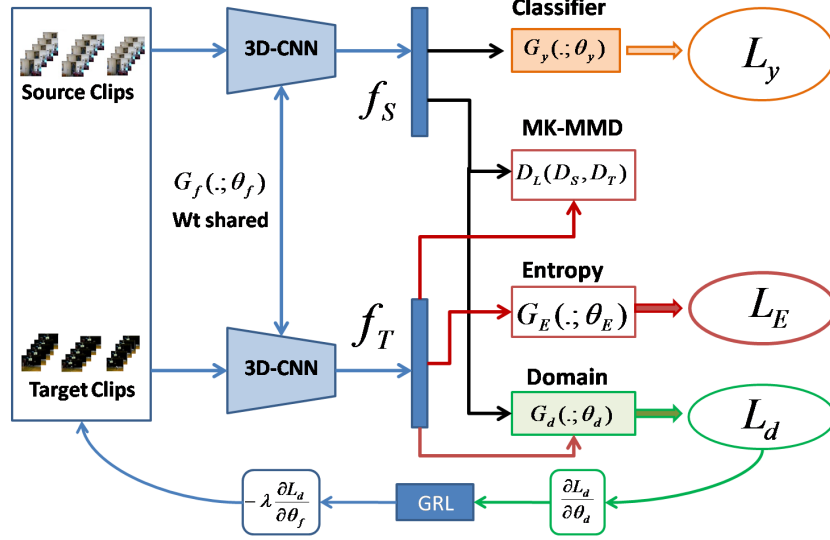 Classifier
3D-CNN
G_y(.;θ_y)
L_y
Source Clips
f_S
MK-MMD
D_L(D_S, D_T)
G_f(.;θ_f)
Wt shared
Entropy
G_E(.;θ_E)
L_E
f_T
3D-CNN
Target Clips
Domain
G_d(.;θ_d)
L_d
-λ ∂L_d/∂θ_f
GRL
∂L_d/∂θ_d